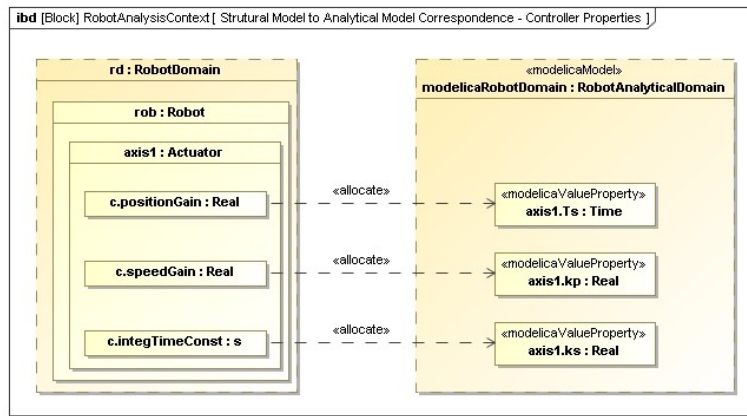 ibd [Block] RobotAnalysisContext [ Strutural Model to Analytical Model Correspondence - Controller Properties ]
rd : RobotDomain
rob : Robot
axis1 : Actuator
c.positionGain : Real
c.speedGain : Real
c.integTimeConst : s
«allocate»
«allocate»
«allocate»
«modelicaModel»
modelicaRobotDomain : RobotAnalyticalDomain
«modelicaValueProperty»
axis1.Ts : Time
«modelicaValueProperty»
axis1.kp : Real
«modelicaValueProperty»
axis1.ks : Real